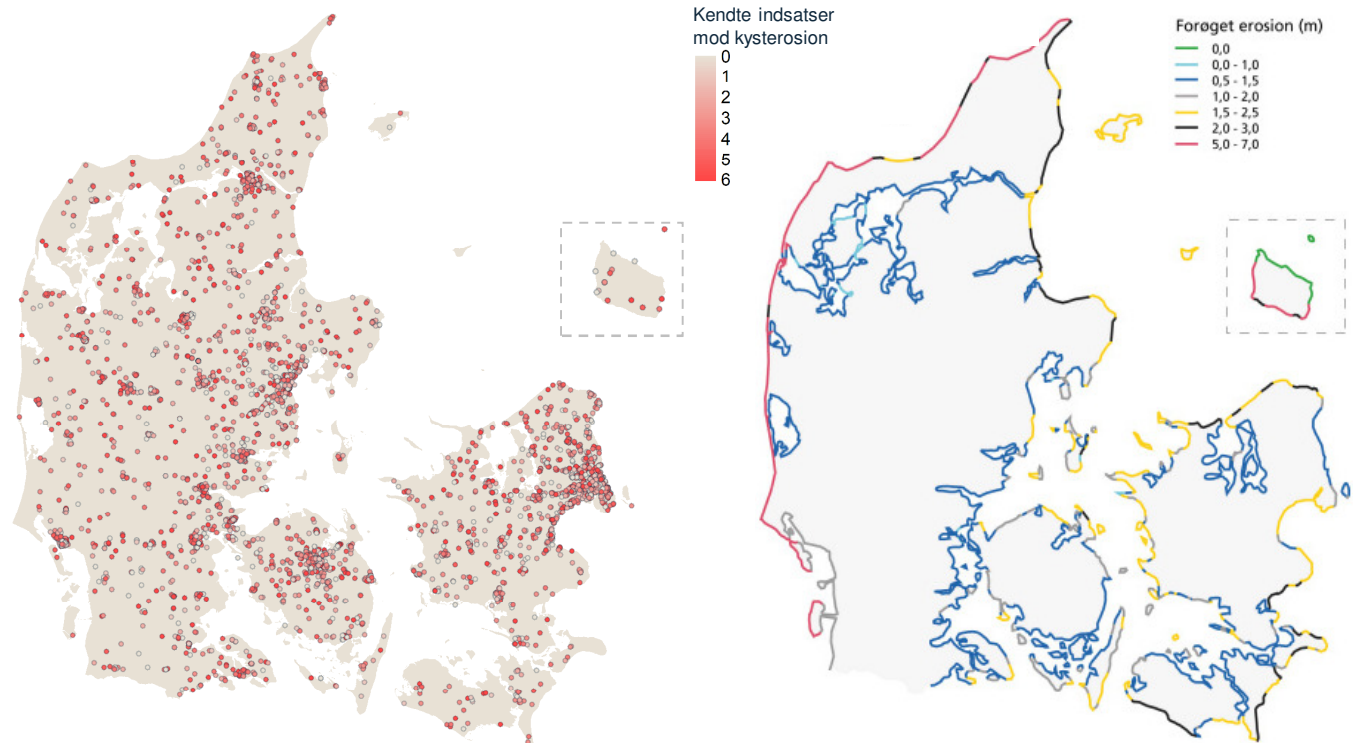 Kendte indsatser
mod kysterosion
0
1
2
3
4
5
6
Forøget erosion (m)
0,0
0,0 - 1,0
0,5 - 1,5
1,0 - 2,0
1,5 - 2,5
2,0 - 3,0
5,0 - 7,0